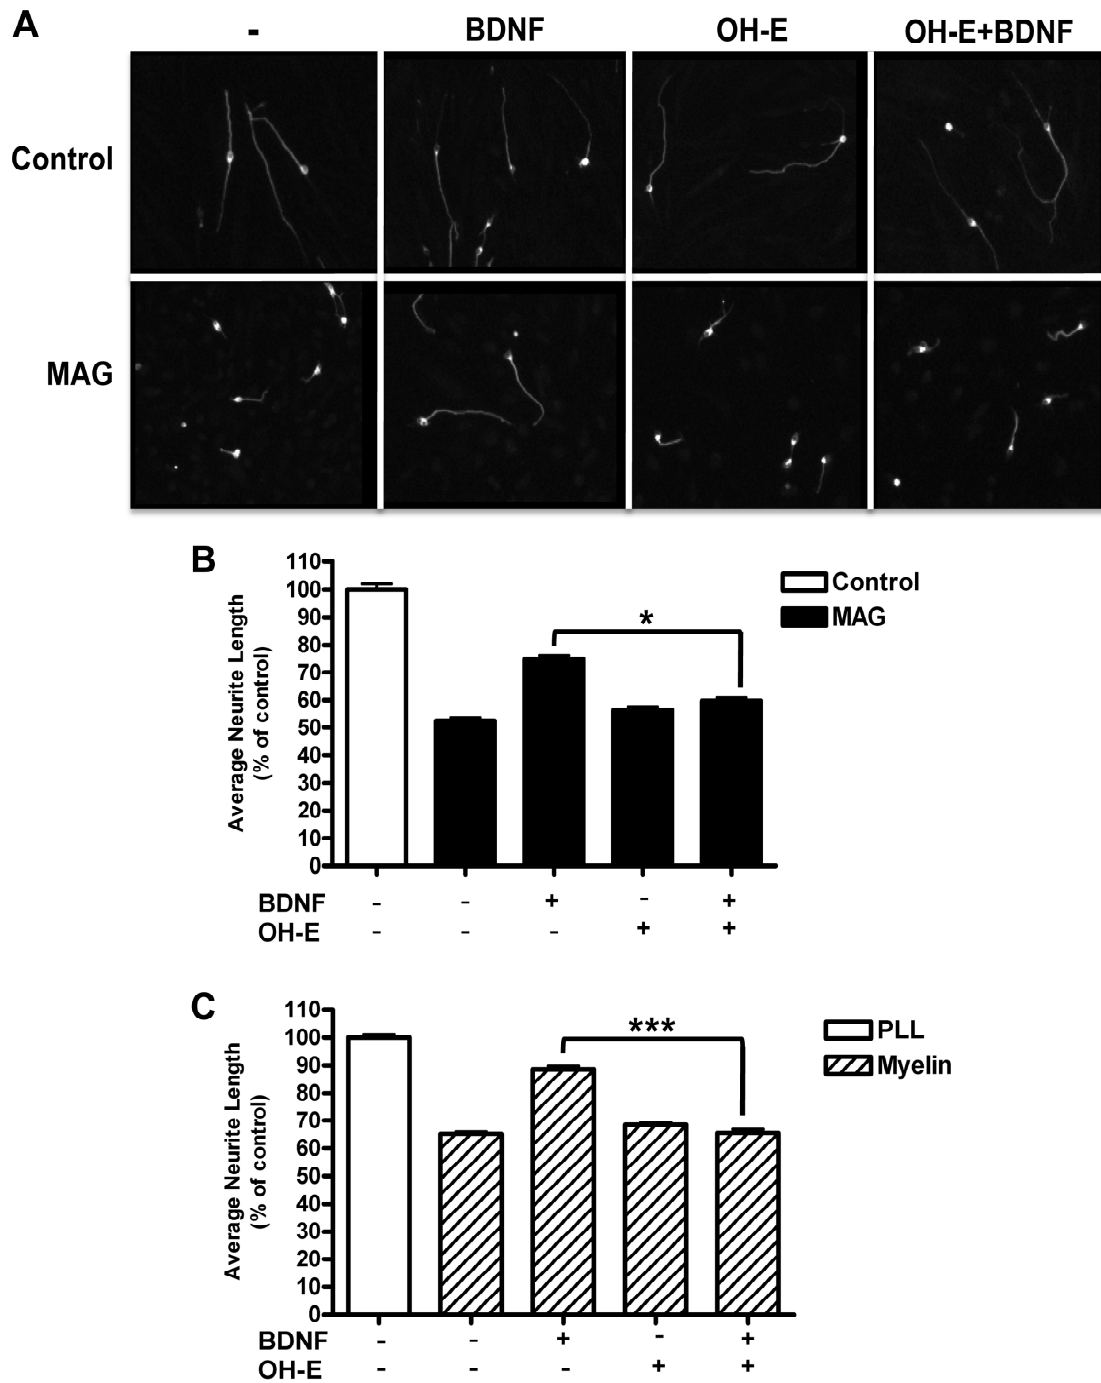 A
- BDNF OH-E OH-E+BDNF
Control
MAG
B
Average Neurite Length
(% of control)
110
100
90
80
70
60
50
40
30
20
10
0
*
Control
MAG
BDNF - - + - +
OH-E - - - + +
C
Average Neurite Length
(% of control)
110
100
90
80
70
60
50
40
30
20
10
0
***
PLL
Myelin
BDNF - - + - +
OH-E - - - + +